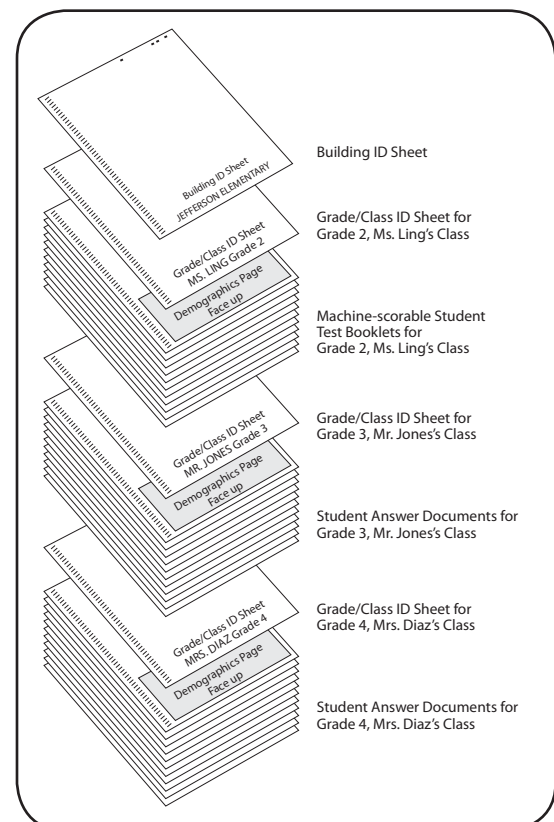 Building ID Sheet
JEFFERSON ELEMENTARY
Building ID Sheet
Grade/Class ID Sheet
MS. LING Grade 2
Grade/Class ID Sheet for
Grade 2, Ms. Ling's Class
Demographics Page
Face up
Machine-scorable Student
Test Booklets for
Grade 2, Ms. Ling's Class
Grade/Class ID Sheet
MR. JONES Grade 3
Grade/Class ID Sheet for
Grade 3, Mr. Jones's Class
Demographics Page
Face up
Student Answer Documents for
Grade 3, Mr. Jones's Class
Grade/Class ID Sheet
MRS. DIAZ Grade 4
Grade/Class ID Sheet for
Grade 4, Mrs. Diaz's Class
Demographics Page
Face up
Student Answer Documents for
Grade 4, Mrs. Diaz's Class